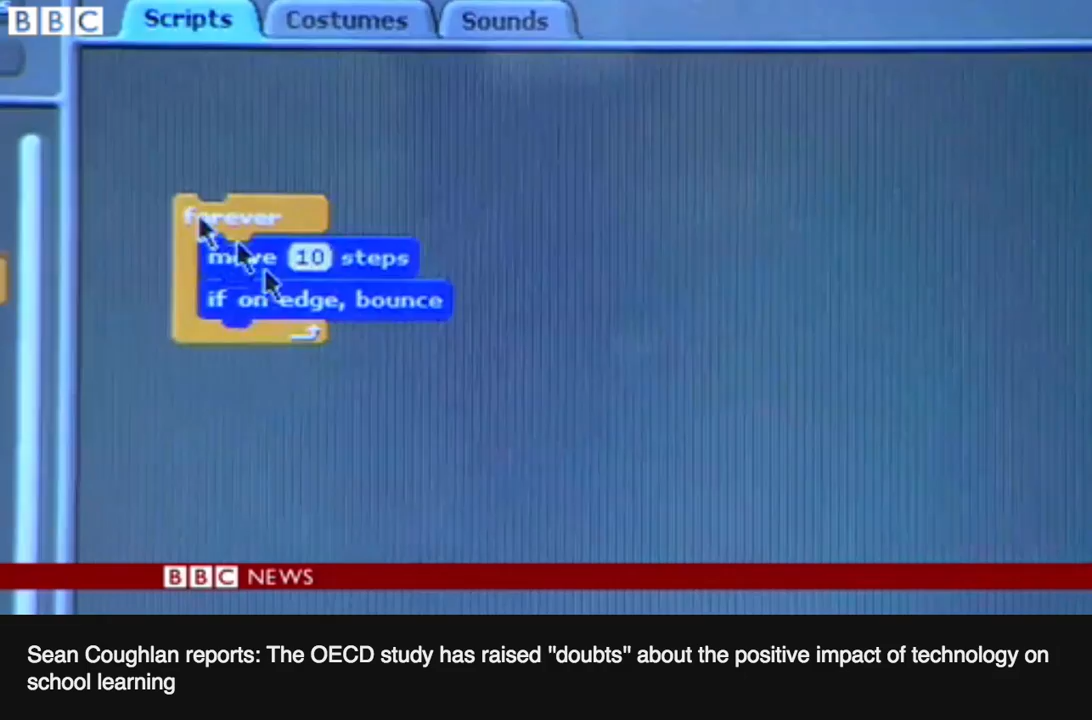 BBC
Scripts Costumes Sounds
forever
move 10 steps
if on edge, bounce
BBC NEWS
Sean Coughlan reports: The OECD study has raised "doubts" about the positive impact of technology on
school learning